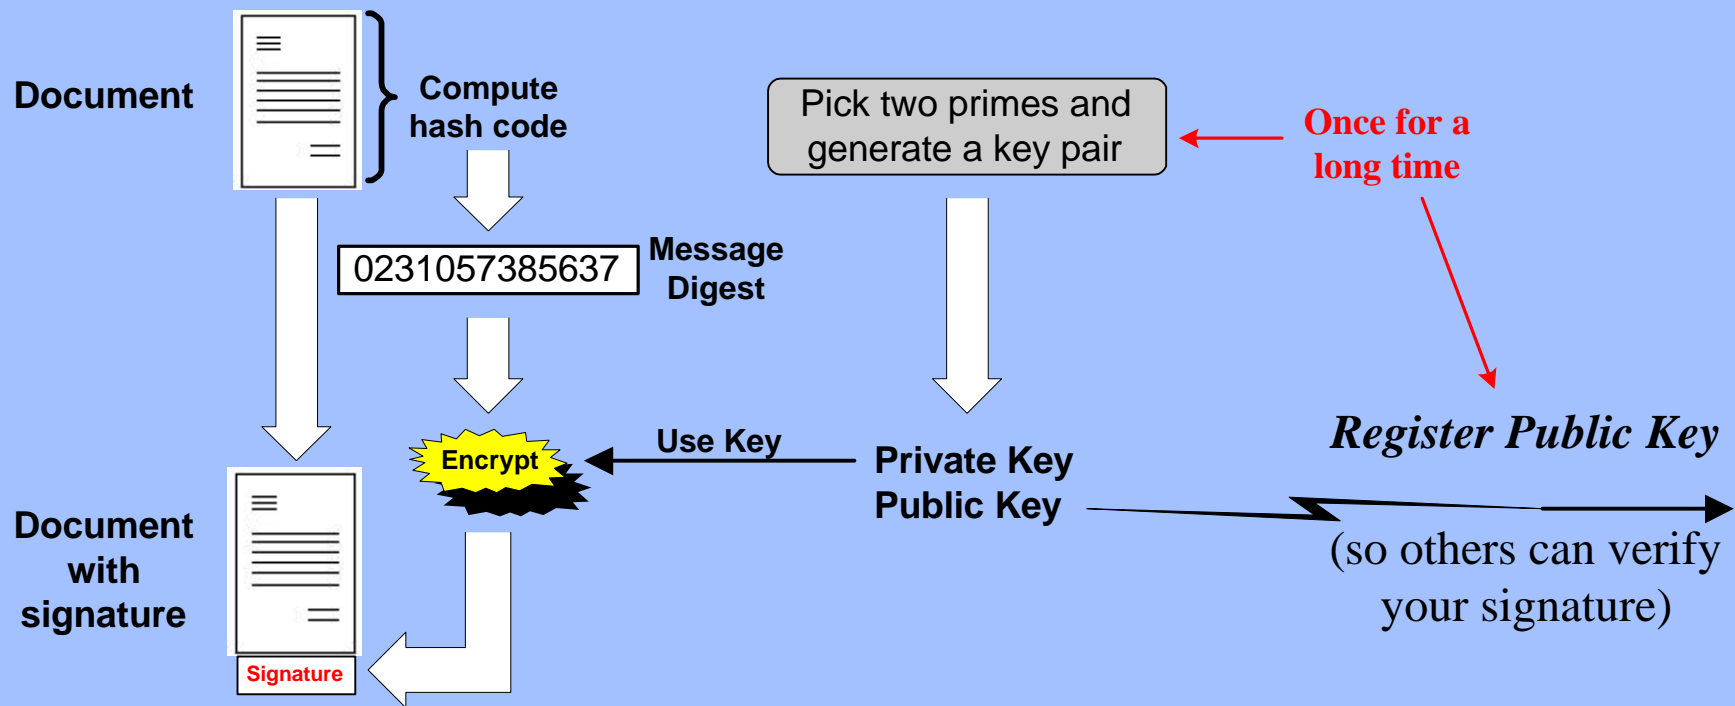 Document
Compute
hash code
Pick two primes and
generate a key pair
Once for a
long time
0231057385637
Message
Digest
Encrypt
Use Key
Private Key
Public Key
Register Public Key
(so others can verify
your signature)
Document
with
signature
Signature